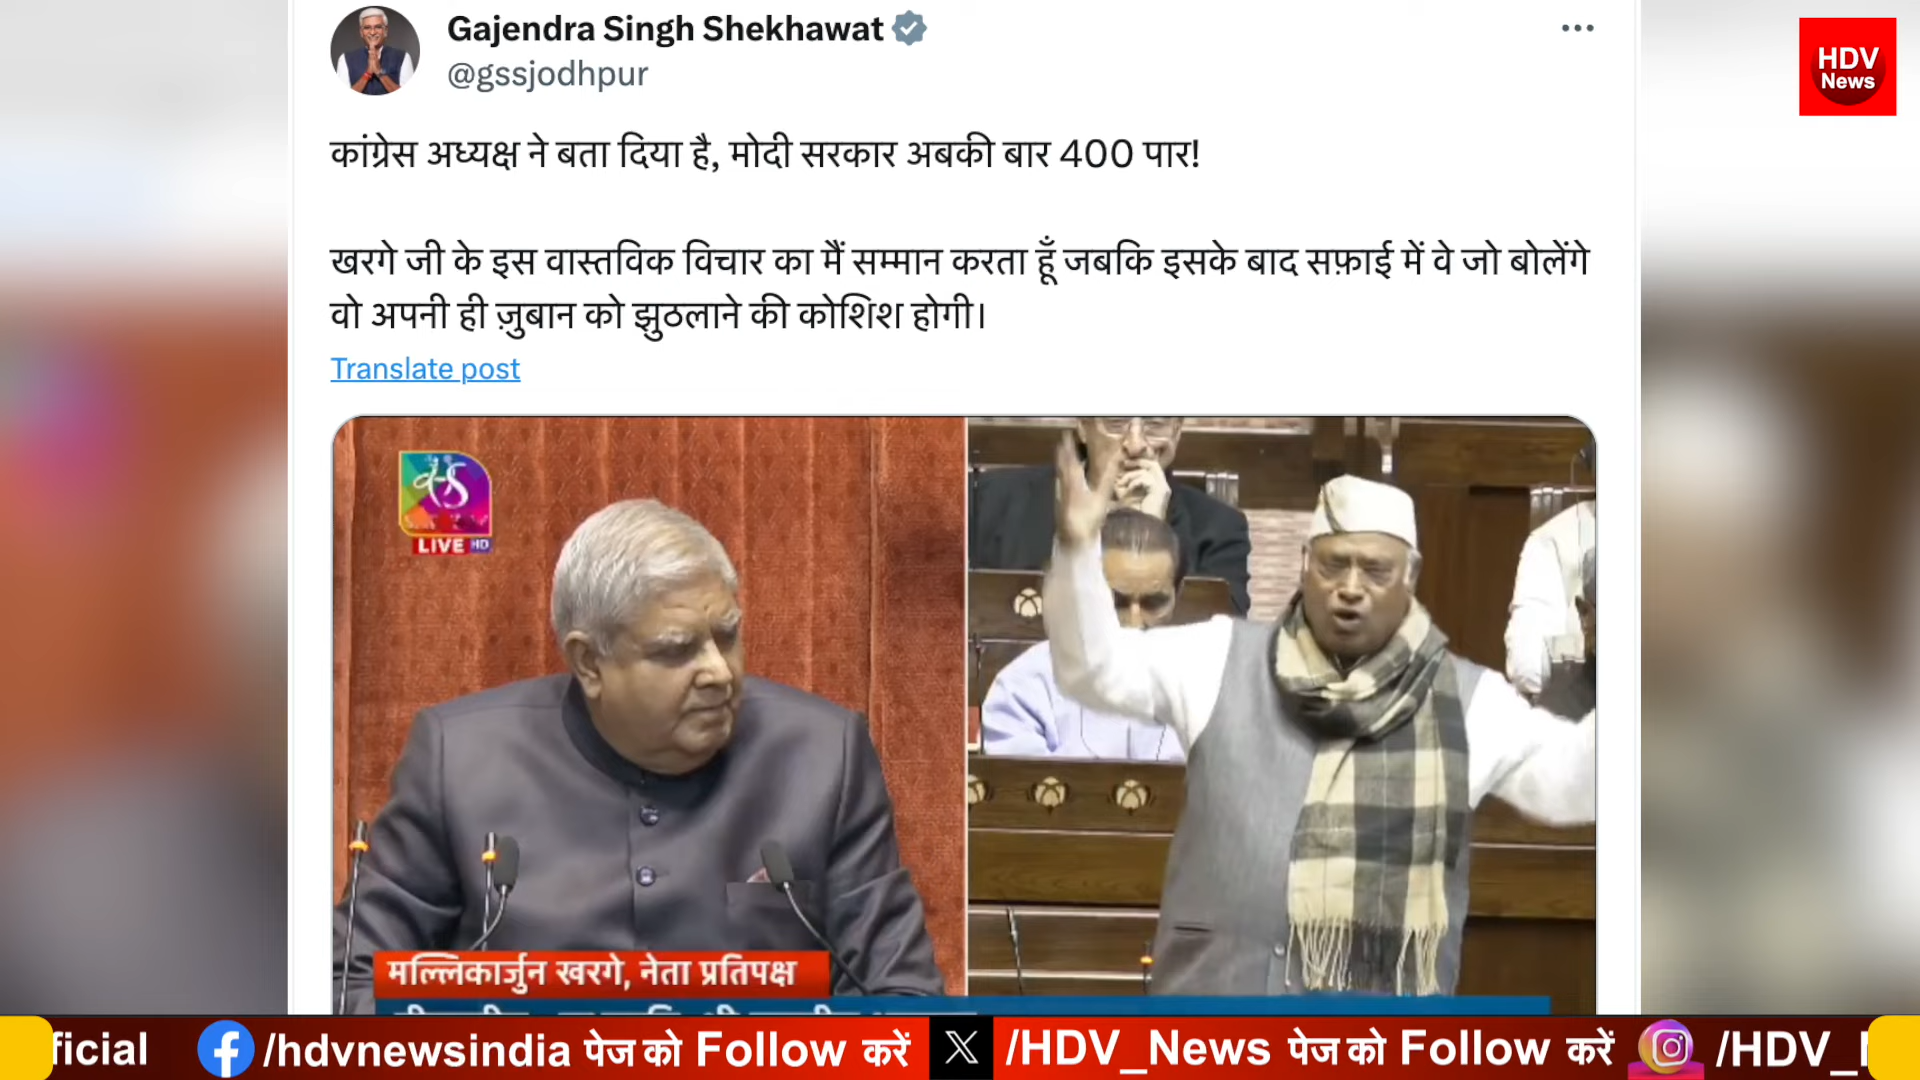 Gajendra Singh Shekhawat
@gssjodhpur
HDV
News
कांग्रेस अध्यक्ष ने बता दिया है, मोदी सरकार अबकी बार 400 पार!
खरगे जी के इस वास्तविक विचार का मैं सम्मान करता हूँ जबकि इसके बाद सफ़ाई में वे जो बोलेंगे
वो अपनी ही ज़ुबान को झुठलाने की कोशिश होगी।
Translate post
LIVE HD
मल्लिकार्जुन खरगे, नेता प्रतिपक्ष
ficial /hdvnewsindia पेज को Follow करें /HDV_News पेज को Follow करें /HDV_